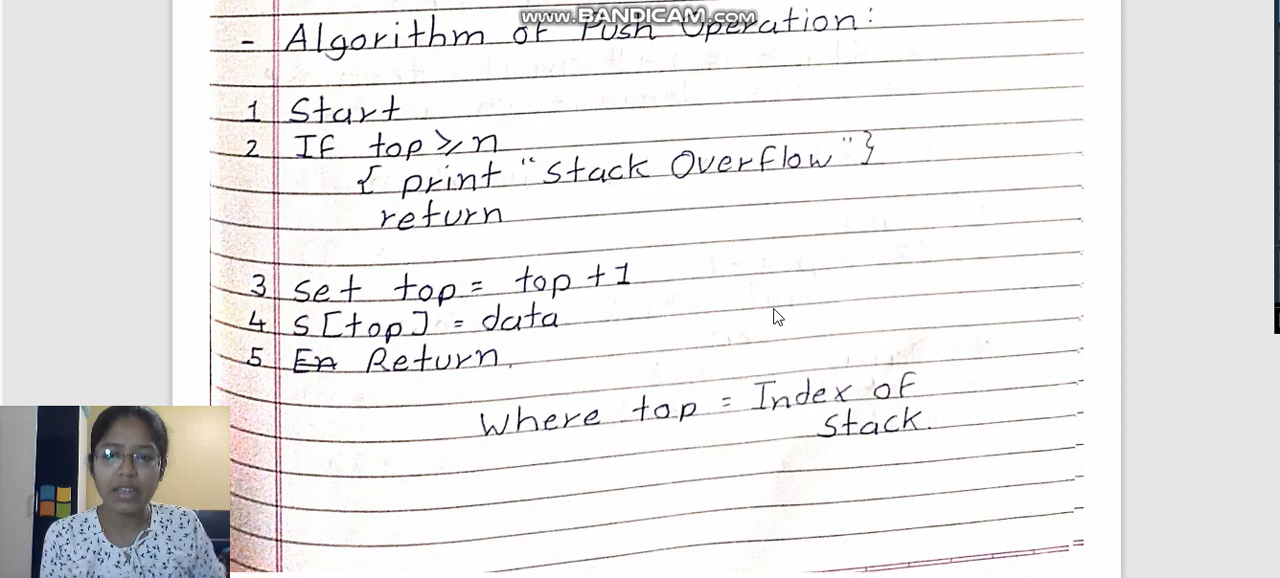 www.BANDICAM.com
- Algorithm of Push Operation:
1 Start
2 If top ≥ n
{ print "Stack Overflow" }
return
3 Set top = top + 1
4 S[top] = data
5 Return.
Where top = Index of
Stack.